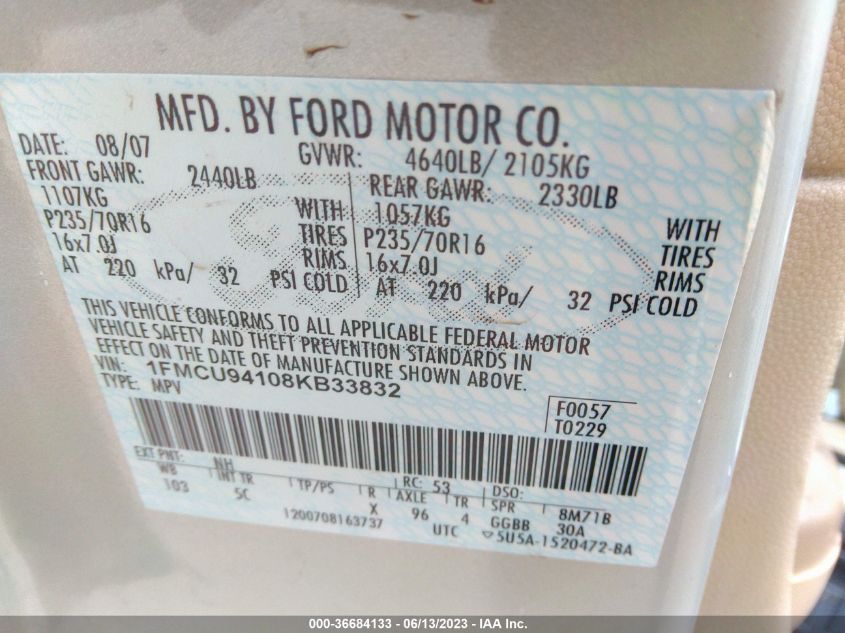 MFD. BY FORD MOTOR CO.
DATE: 08/07 GVWR: 4640LB/ 2105KG
FRONT GAWR: 2440LB REAR GAWR: 2330LB
1107KG WITH 1057KG WITH
P235/70R16 TIRES P235/70R16 TIRES
16x7.0J RIMS 16x7.0J RIMS
AT 220 kPa/ 32 PSI COLD AT 220 kPa/ 32 PSI COLD
THIS VEHICLE CONFORMS TO ALL APPLICABLE FEDERAL MOTOR
VEHICLE SAFETY AND THEFT PREVENTION STANDARDS IN
EFFECT ON THE DATE OF MANUFACTURE SHOWN ABOVE.
VIN: 1FMCU94108KB33832
TYPE: MPV
F0057
T0229
EXT PNT: NH RC: 53 DSO:
WB INT TR TP/PS R AXLE TR SPR 8M71B
103 5C X 96 4 GGBB 30A
1200708163737 UTC 5U5A-1520472-BA
000-36684133 - 06/13/2023 - IAA Inc.